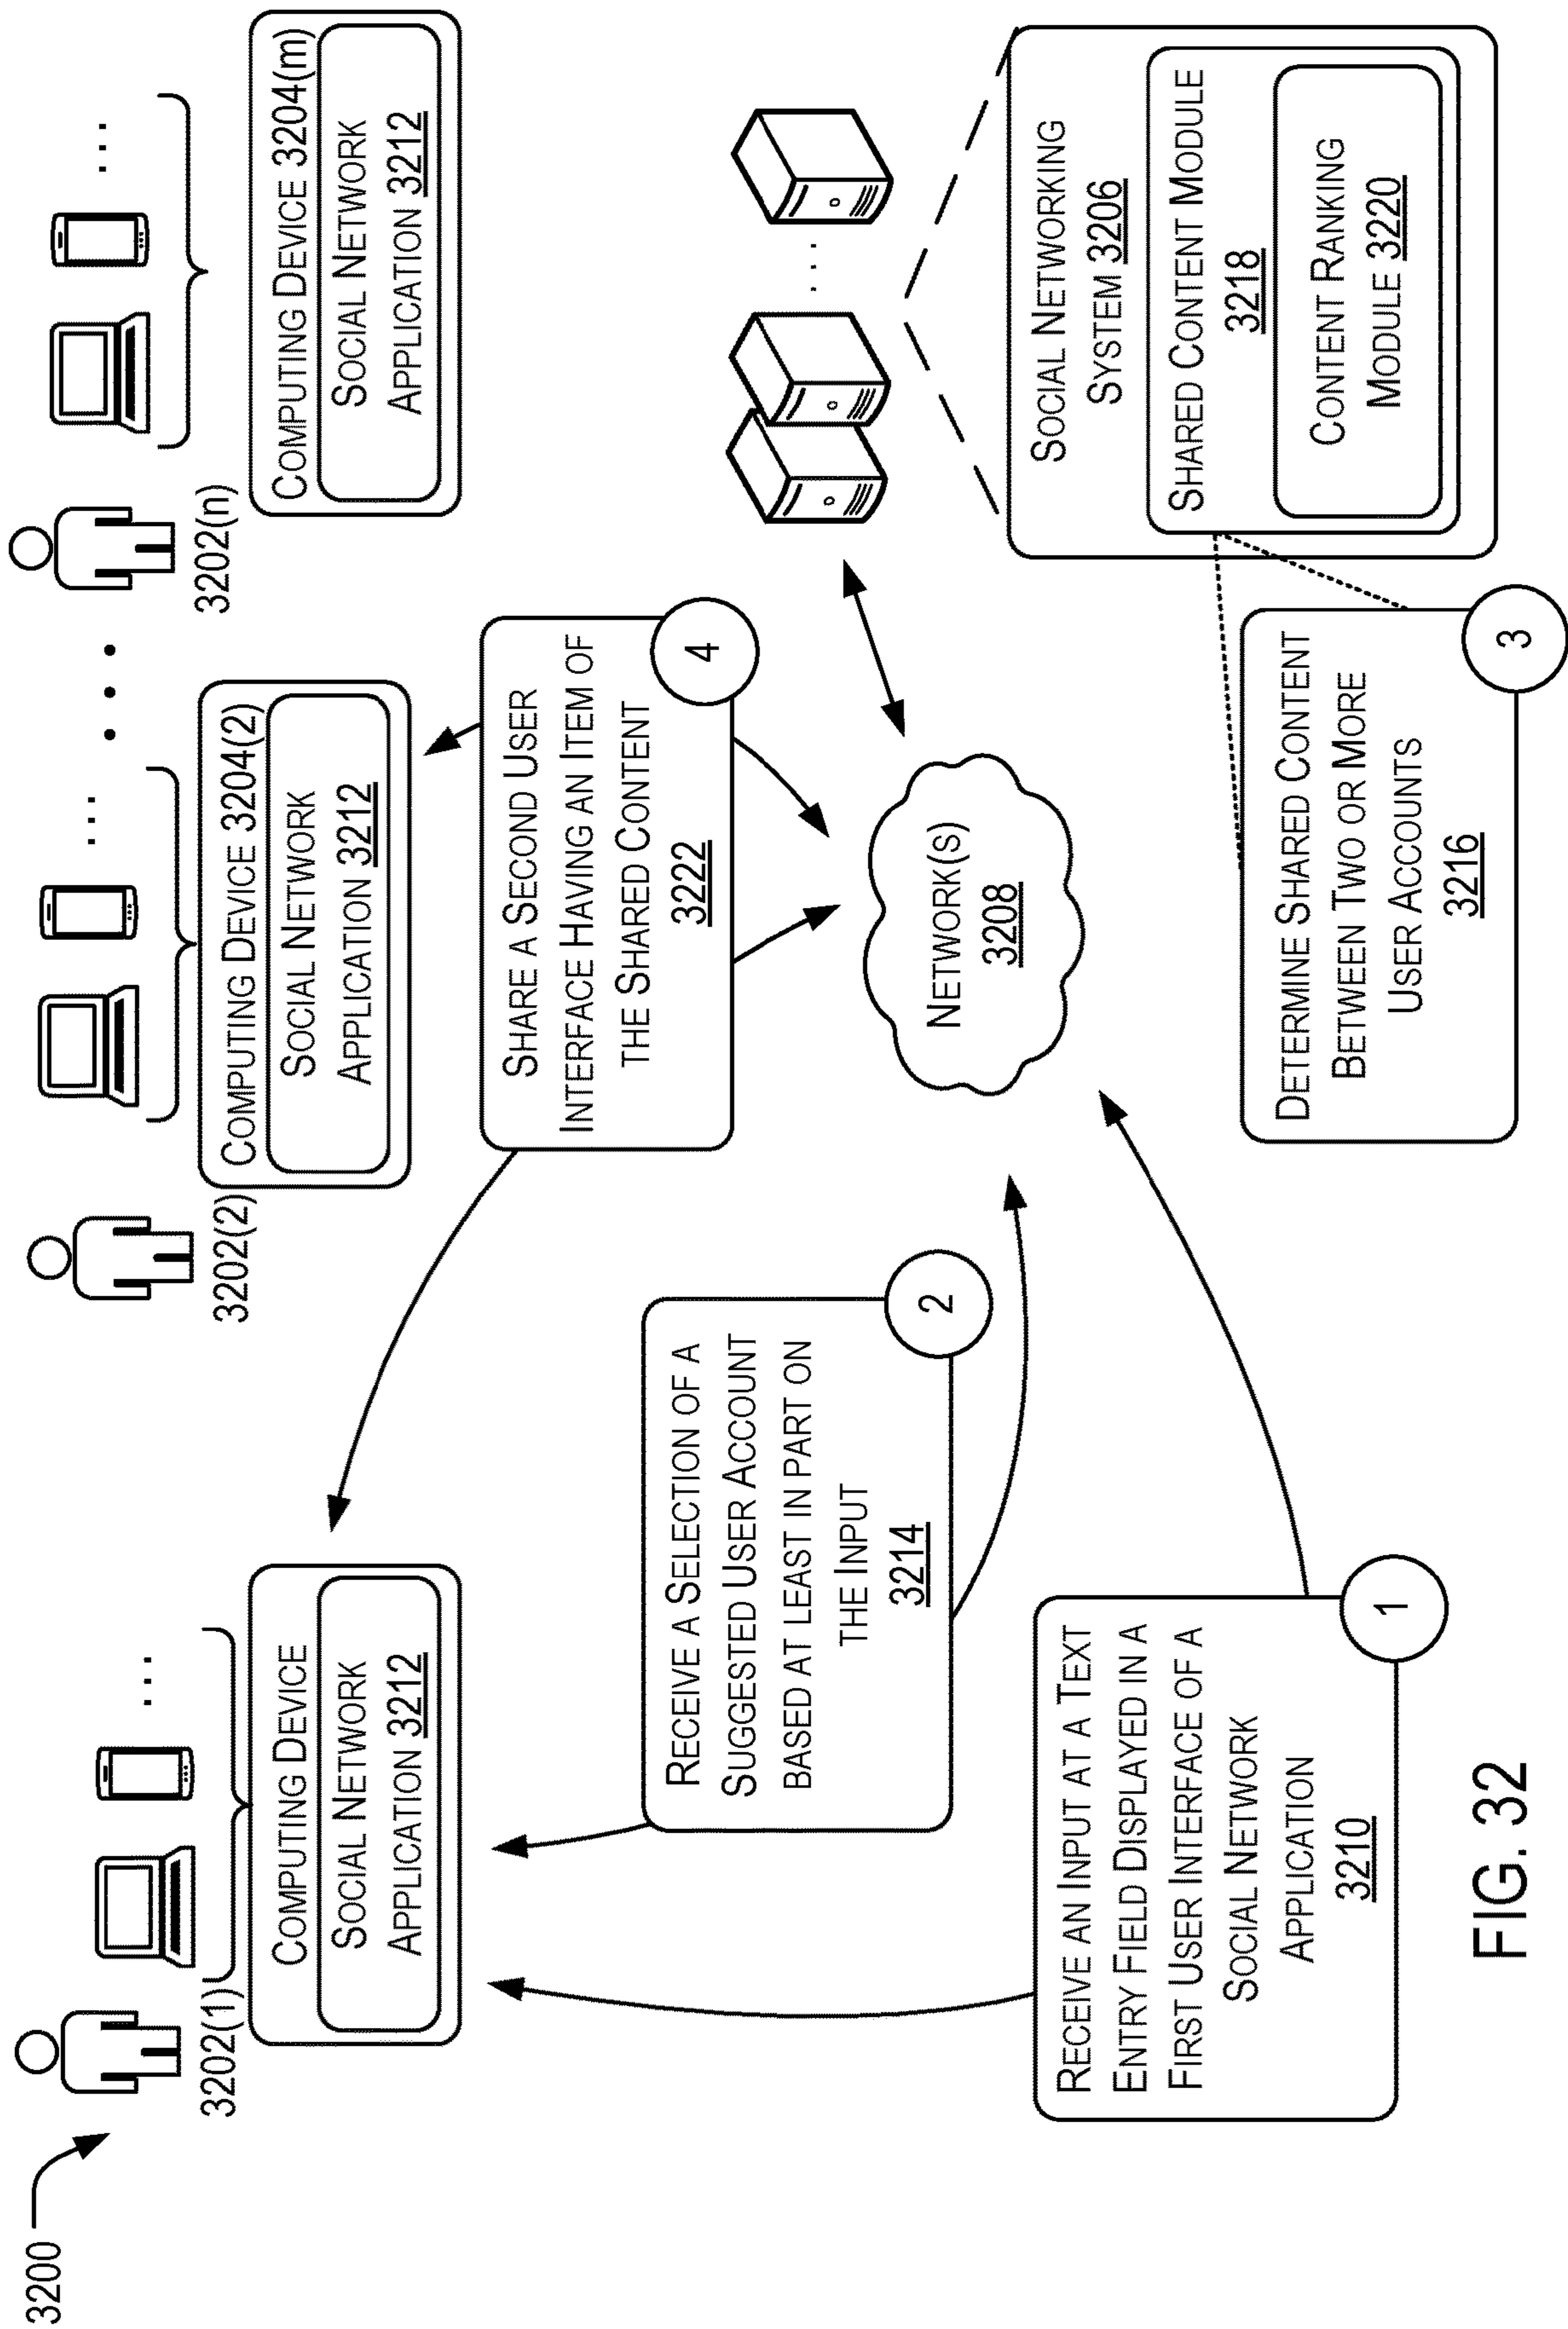 3200
3202(1)
...
COMPUTING DEVICE
SOCIAL NETWORK
APPLICATION 3212
3202(2)
...
COMPUTING DEVICE 3204(2)
SOCIAL NETWORK
APPLICATION 3212
• • •
3202(n)
...
COMPUTING DEVICE 3204(m)
SOCIAL NETWORK
APPLICATION 3212
RECEIVE AN INPUT AT A TEXT
ENTRY FIELD DISPLAYED IN A
FIRST USER INTERFACE OF A
SOCIAL NETWORK
APPLICATION
3210
1
RECEIVE A SELECTION OF A
SUGGESTED USER ACCOUNT
BASED AT LEAST IN PART ON
THE INPUT
3214
2
SHARE A SECOND USER
INTERFACE HAVING AN ITEM OF
THE SHARED CONTENT
3222
4
NETWORK(S)
3208
...
DETERMINE SHARED CONTENT
BETWEEN TWO OR MORE
USER ACCOUNTS
3216
3
SOCIAL NETWORKING
SYSTEM 3206
SHARED CONTENT MODULE
3218
CONTENT RANKING
MODULE 3220
FIG. 32